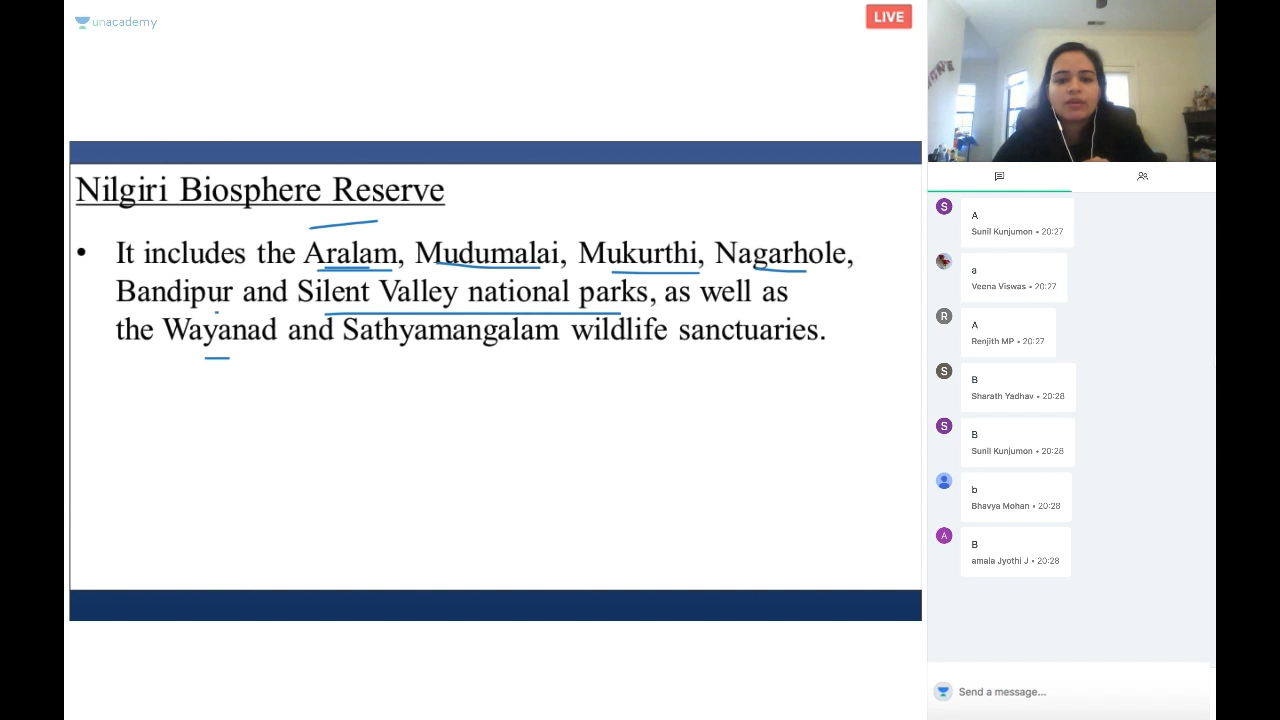 unacademy
LIVE
Nilgiri Biosphere Reserve
• It includes the Aralam, Mudumalai, Mukurthi, Nagarhole,
Bandipur and Silent Valley national parks, as well as
the Wayanad and Sathyamangalam wildlife sanctuaries.
S
A
Sunil Kunjumon • 20:27
a
Veena Viswas • 20:27
R
A
Renjith MP • 20:27
S
B
Sharath Yadhav • 20:28
S
B
Sunil Kunjumon • 20:28
b
Bhavya Mohan • 20:28
A
B
amala Jyothi J • 20:28
Send a message...